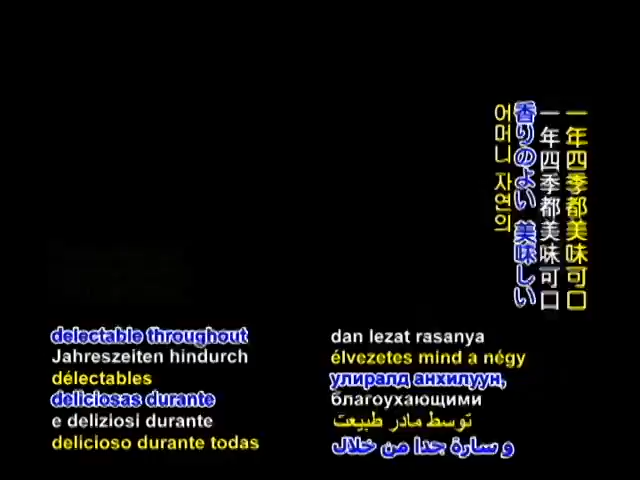 一年四季都美味可口
一年四季都美味可口
香りのよい 美味しい
어머니 자연의
delectable throughout
Jahreszeiten hindurch
délectables
deliciosas durante
e deliziosi durante
delicioso durante todas
dan lezat rasanya
élvezetes mind a négy
улиралд анхилуун,
благоухающими
توسط مادر طبیعت
و سارة جدا من خلال